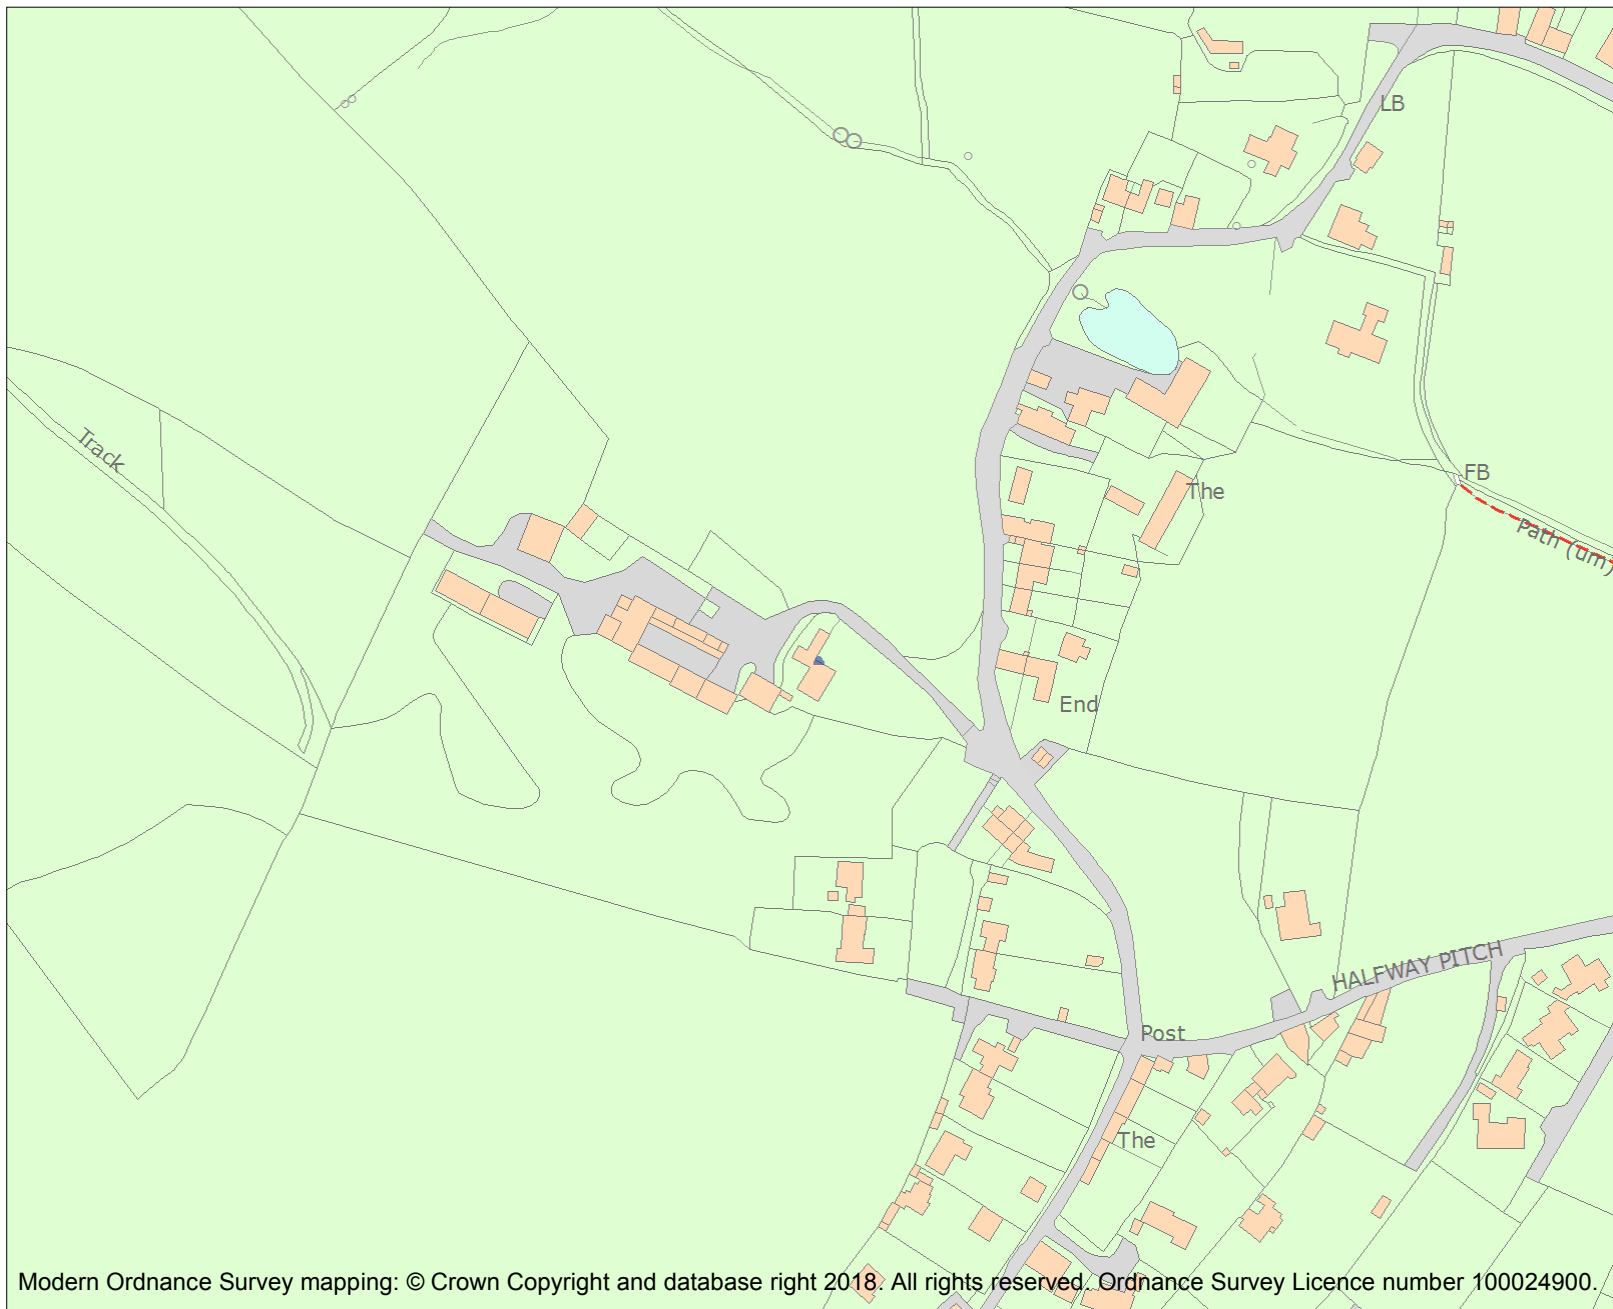 LB
Track
FB
The
Path (um)
End
HALFWAY PITCH
Post
The
Modern Ordnance Survey mapping: © Crown Copyright and database right 2018. All rights reserved. Ordnance Survey Licence number 100024900.